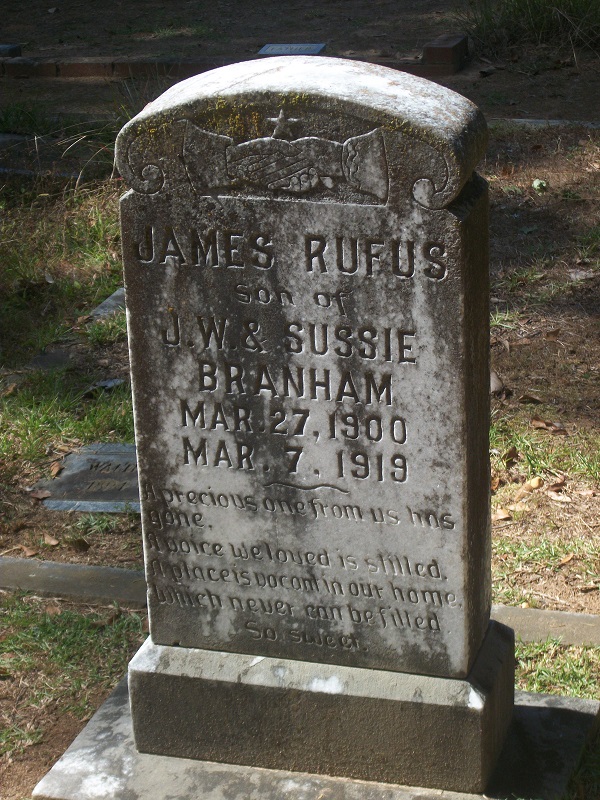 JAMES RUFUS
son of
J.W. & SUSSIE
BRANHAM
MAR. 27, 1900
MAR. 7, 1919
A precious one from us has
gone.
A voice we loved is stilled.
A place is vacant in our home,
Which never can be filled.
So sweet.